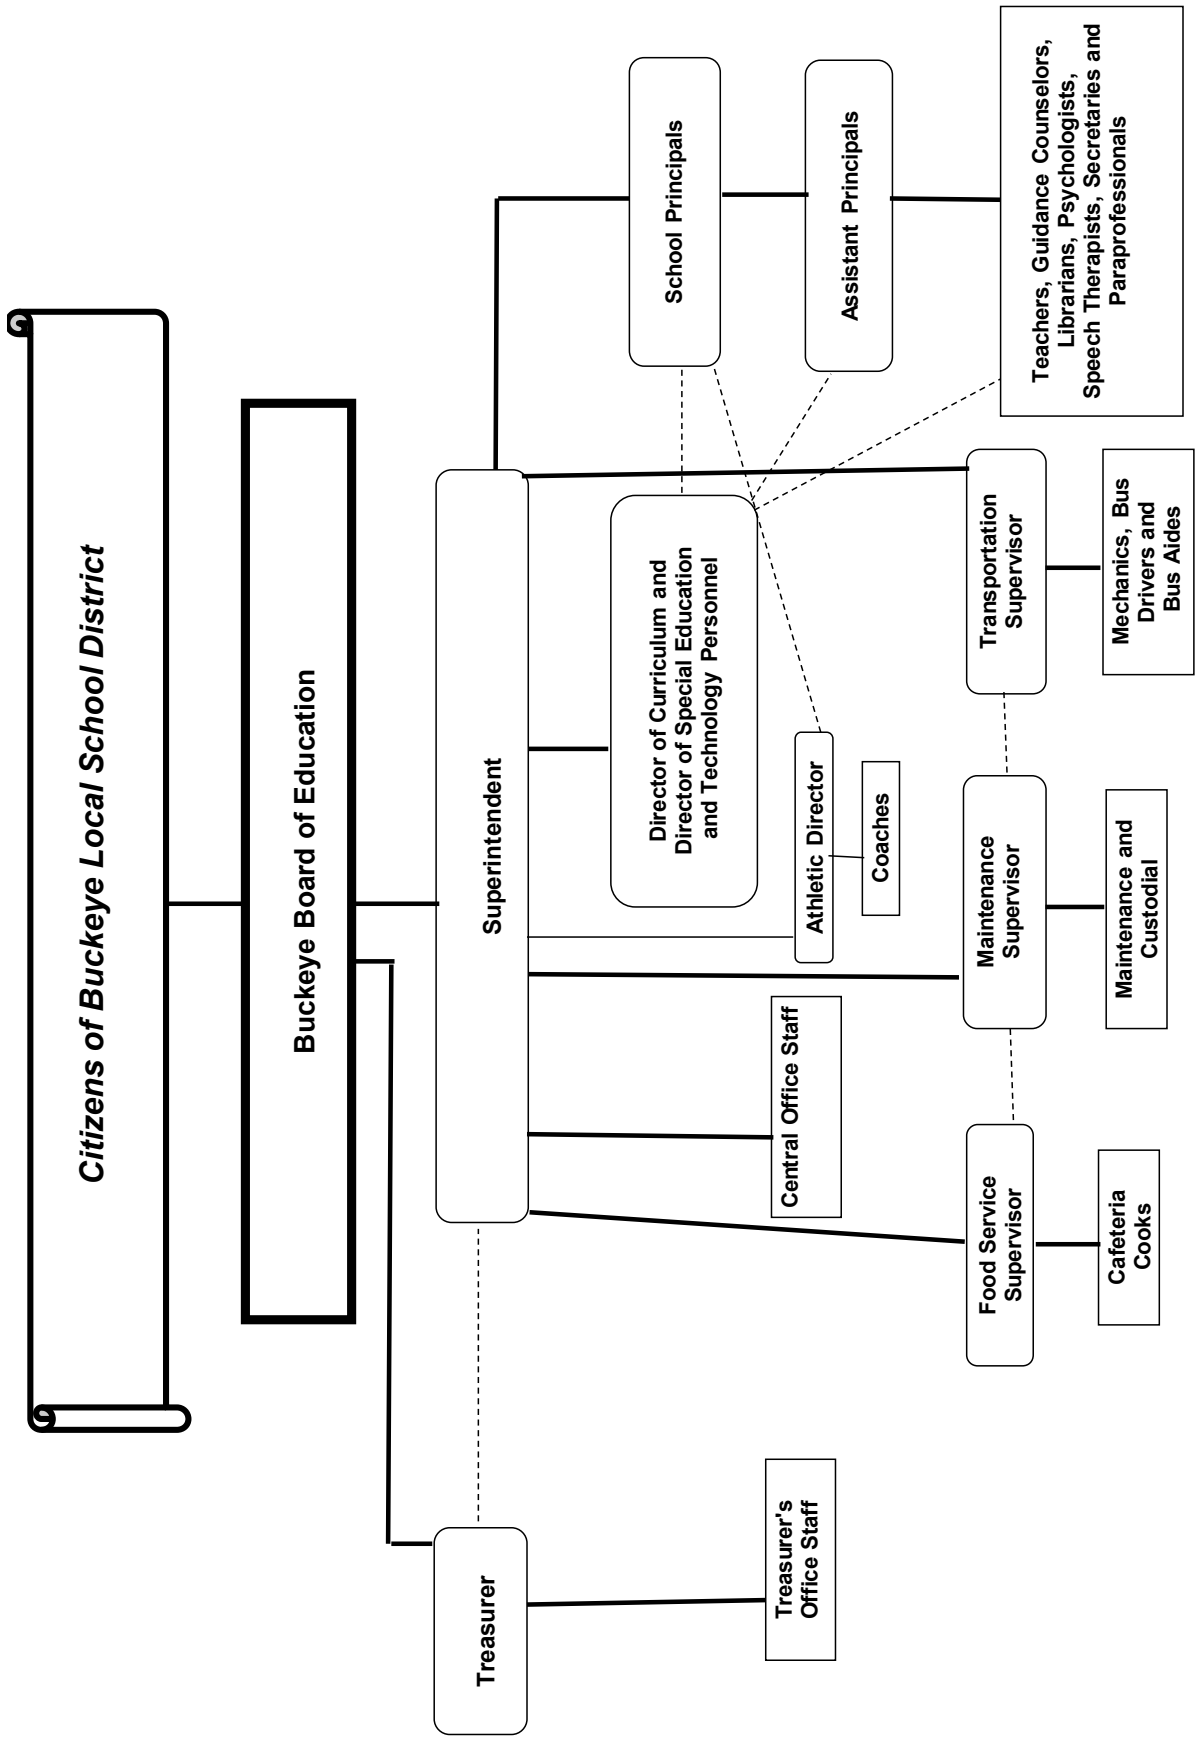 Citizens of Buckeye Local School District
Buckeye Board of Education
Treasurer
Superintendent
School Principals
Director of Curriculum and
Director of Special Education
and Technology Personnel
Assistant Principals
Treasurer's
Office Staff
Central Office Staff
Athletic Director
Coaches
Food Service
Supervisor
Maintenance
Supervisor
Transportation
Supervisor
Teachers, Guidance Counselors,
Librarians, Psychologists,
Speech Therapists, Secretaries and
Paraprofessionals
Cafeteria
Cooks
Maintenance and
Custodial
Mechanics, Bus
Drivers and
Bus Aides